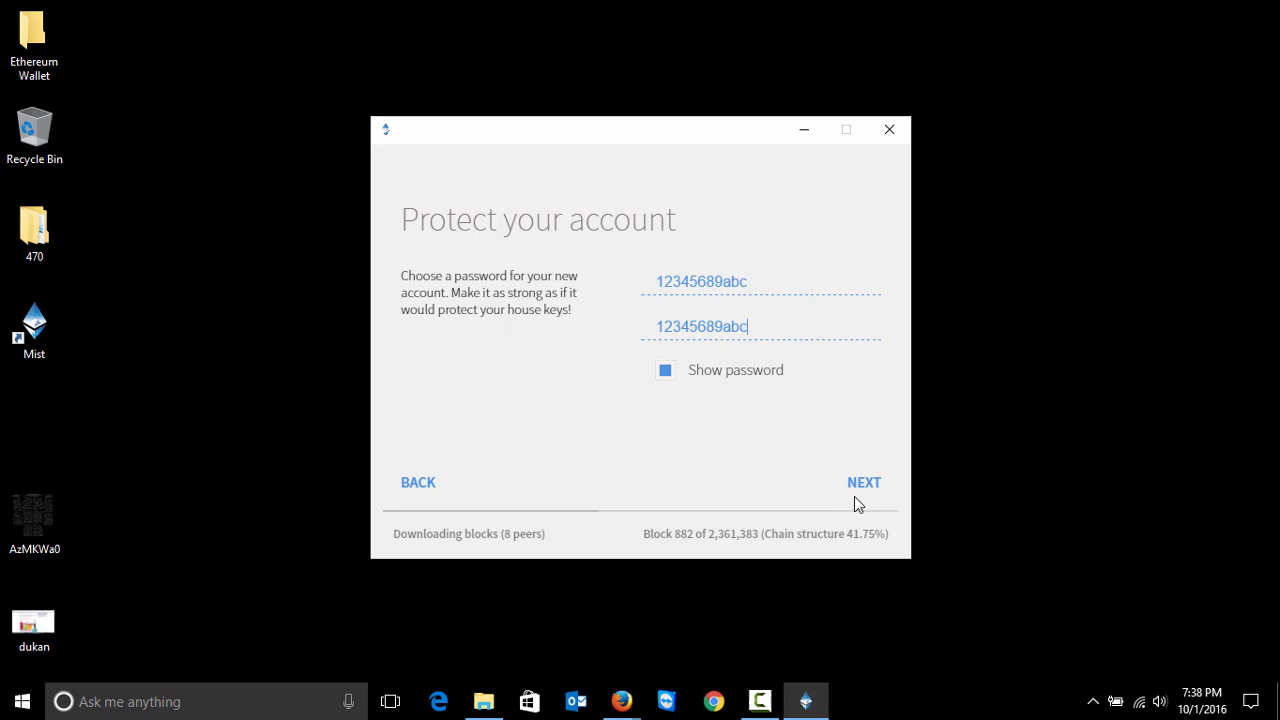 Ethereum
Wallet
Recycle Bin
470
Mist
AzMKWa0
dukan
Protect your account
Choose a password for your new
account. Make it as strong as if it
would protect your house keys!
12345689abc
12345689abc
Show password
BACK
NEXT
Downloading blocks (8 peers)
Block 882 of 2,361,383 (Chain structure 41.75%)
Ask me anything
7:38 PM
10/1/2016